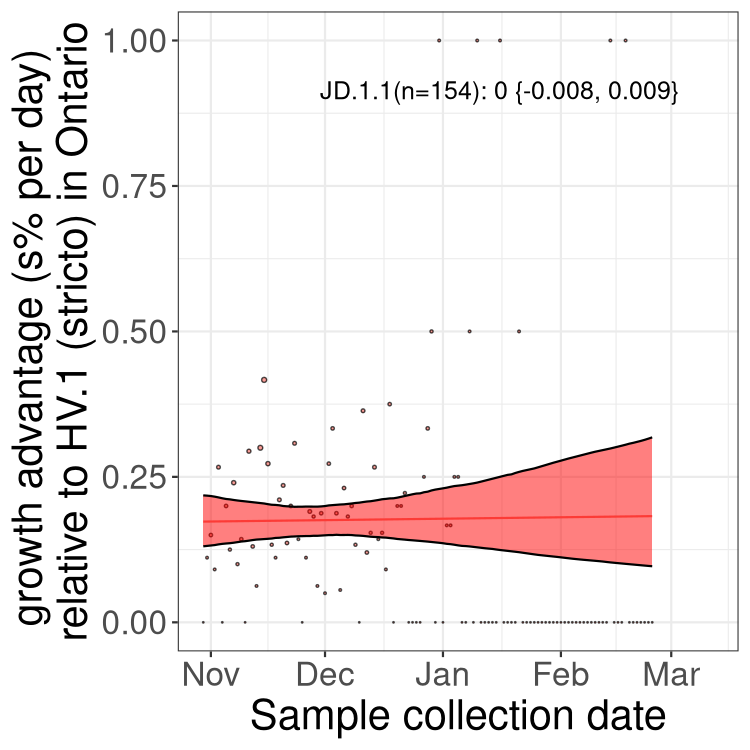 growth advantage (s% per day)
relative to HV.1 (stricto) in Ontario
1.00
0.75
0.50
0.25
0.00
JD.1.1(n=154): 0 {-0.008, 0.009}
Nov Dec Jan Feb Mar
Sample collection date